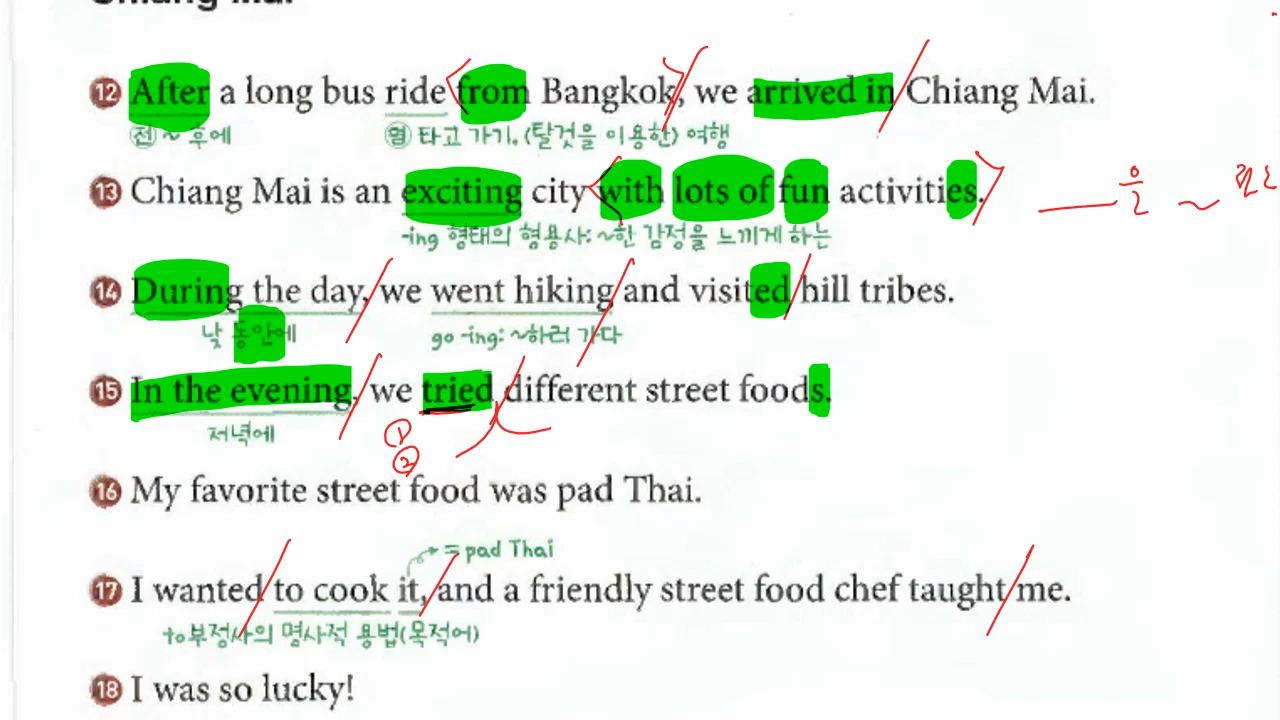 Chiang Mai
12 After a long bus ride from Bangkok, we arrived in Chiang Mai.
전 ~ 후에 명 타고 가기, (탈것을 이용한) 여행
13 Chiang Mai is an exciting city with lots of fun activities.
을
-ing 형태의 형용사: ~한 감정을 느끼게 하는
14 During the day, we went hiking and visited hill tribes.
낮 동안에 go -ing: ~하러 가다
15 In the evening, we tried different street foods.
저녁에 ①
②
16 My favorite street food was pad Thai.
= pad Thai
17 I wanted to cook it, and a friendly street food chef taught me.
to부정사의 명사적 용법(목적어)
18 I was so lucky!